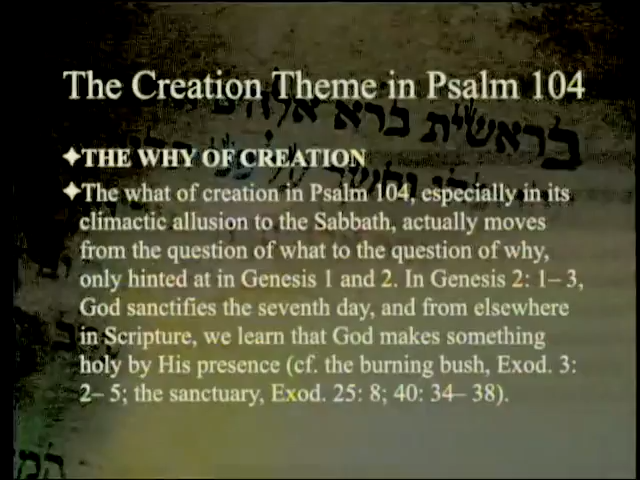 The Creation Theme in Psalm 104
בראשית ברא אלהים
✦THE WHY OF CREATION
✦The what of creation in Psalm 104, especially in its
climactic allusion to the Sabbath, actually moves
from the question of what to the question of why,
only hinted at in Genesis 1 and 2. In Genesis 2: 1– 3,
God sanctifies the seventh day, and from elsewhere
in Scripture, we learn that God makes something
holy by His presence (cf. the burning bush, Exod. 3:
2– 5; the sanctuary, Exod. 25: 8; 40: 34– 38).